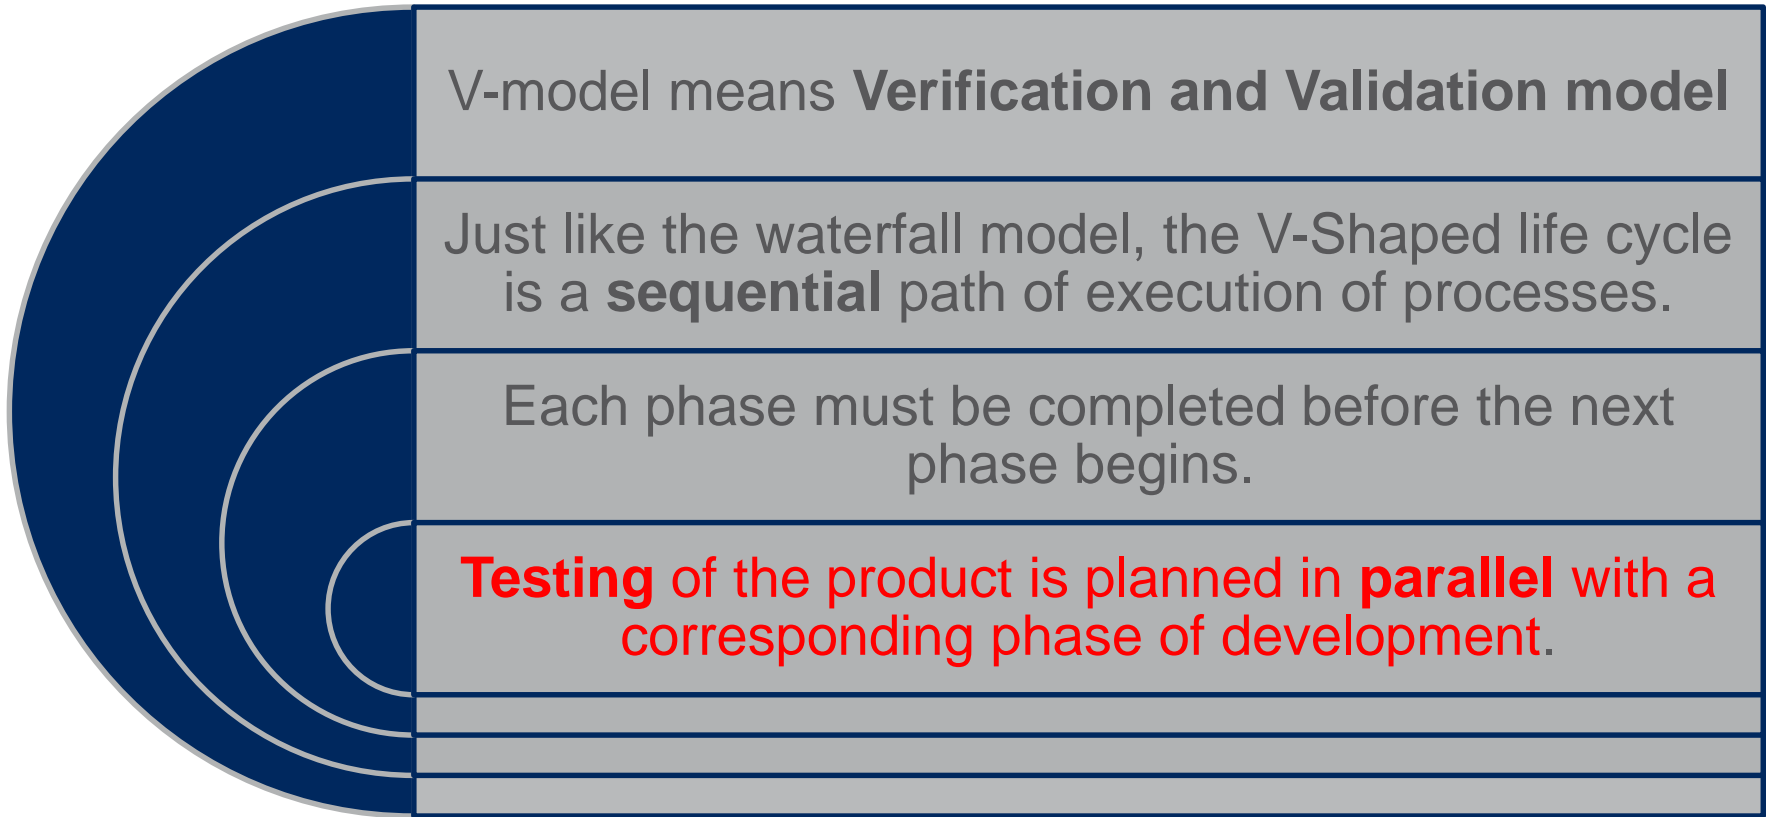 V-model means Verification and Validation model
Just like the waterfall model, the V-Shaped life cycle
is a sequential path of execution of processes.
Each phase must be completed before the next
phase begins.
Testing of the product is planned in parallel with a
corresponding phase of development.